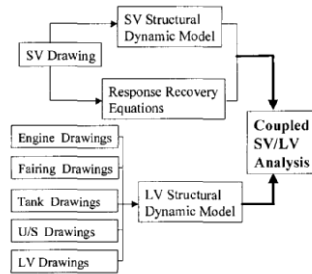 SV Structural
Dynamic Model
SV Drawing
Response Recovery
Equations
Coupled
SV/LV
Analysis
Engine Drawings
Fairing Drawings
Tank Drawings
U/S Drawings
LV Drawings
LV Structural
Dynamic Model